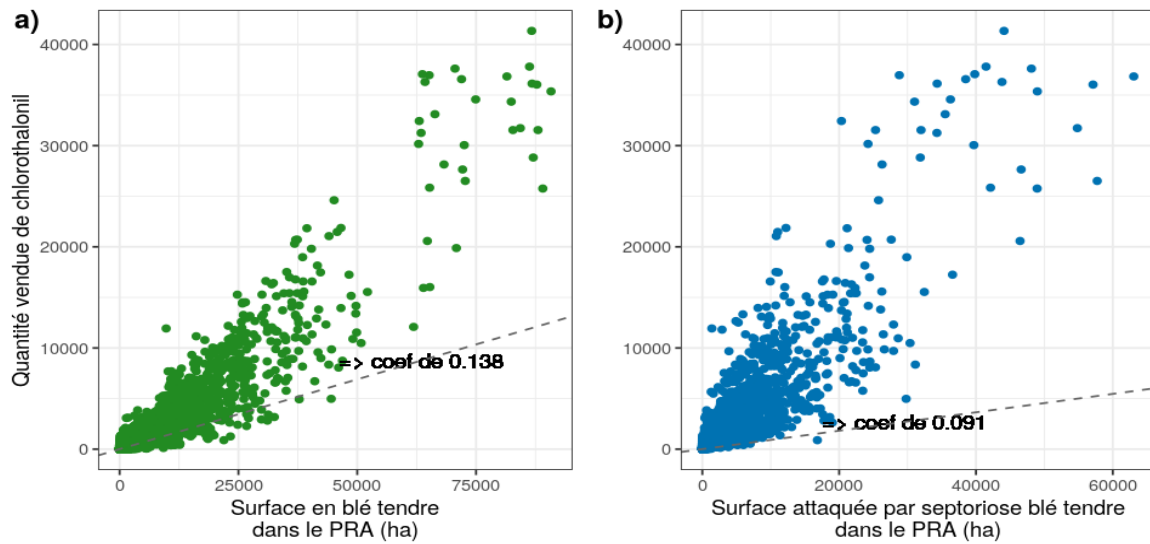 a)
Quantité vendue de chlorothalonil
40000
30000
20000
10000
0
=> coef de 0.138
0
25000
50000
75000
Surface en blé tendre
dans le PRA (ha)
b)
40000
30000
20000
10000
0
=> coef de 0.091
0
20000
40000
60000
Surface attaquée par septoriose blé tendre
dans le PRA (ha)